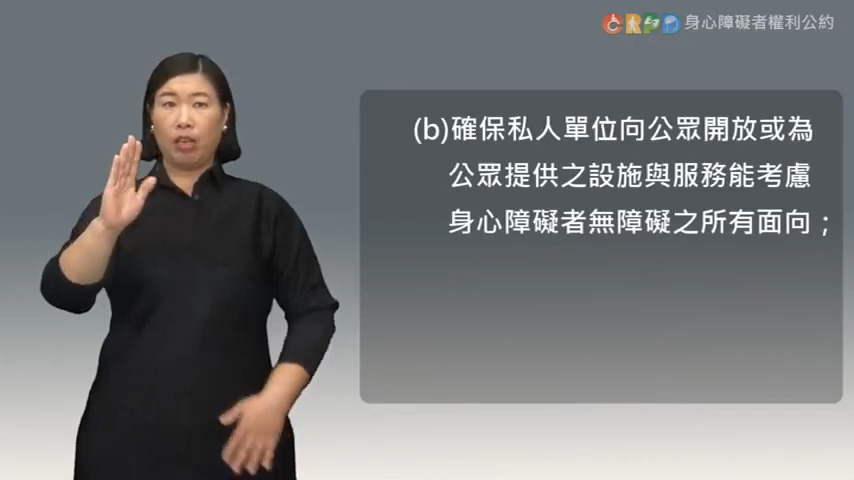 CRPD 身心障礙者權利公約
(b)確保私人單位向公眾開放或為
公眾提供之設施與服務能考慮
身心障礙者無障礙之所有面向；